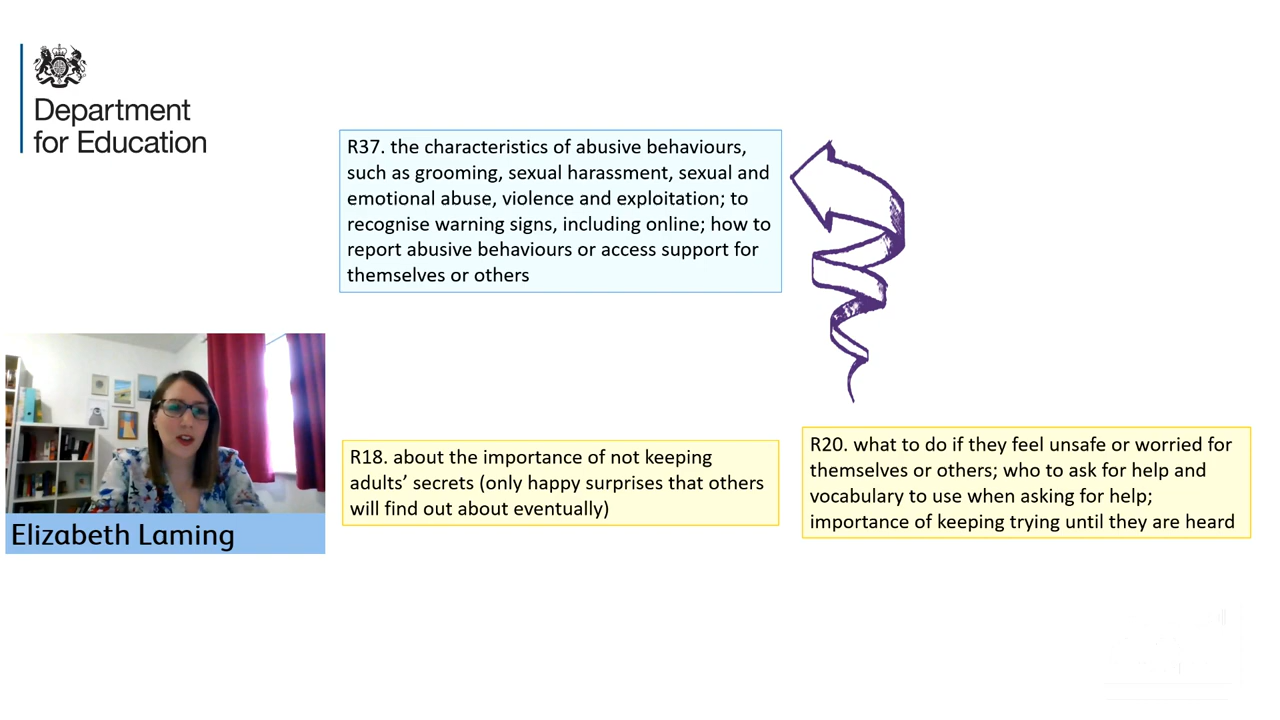 Department
for Education
R37. the characteristics of abusive behaviours,
such as grooming, sexual harassment, sexual and
emotional abuse, violence and exploitation; to
recognise warning signs, including online; how to
report abusive behaviours or access support for
themselves or others
Elizabeth Laming
R18. about the importance of not keeping
adults’ secrets (only happy surprises that others
will find out about eventually)
R20. what to do if they feel unsafe or worried for
themselves or others; who to ask for help and
vocabulary to use when asking for help;
importance of keeping trying until they are heard